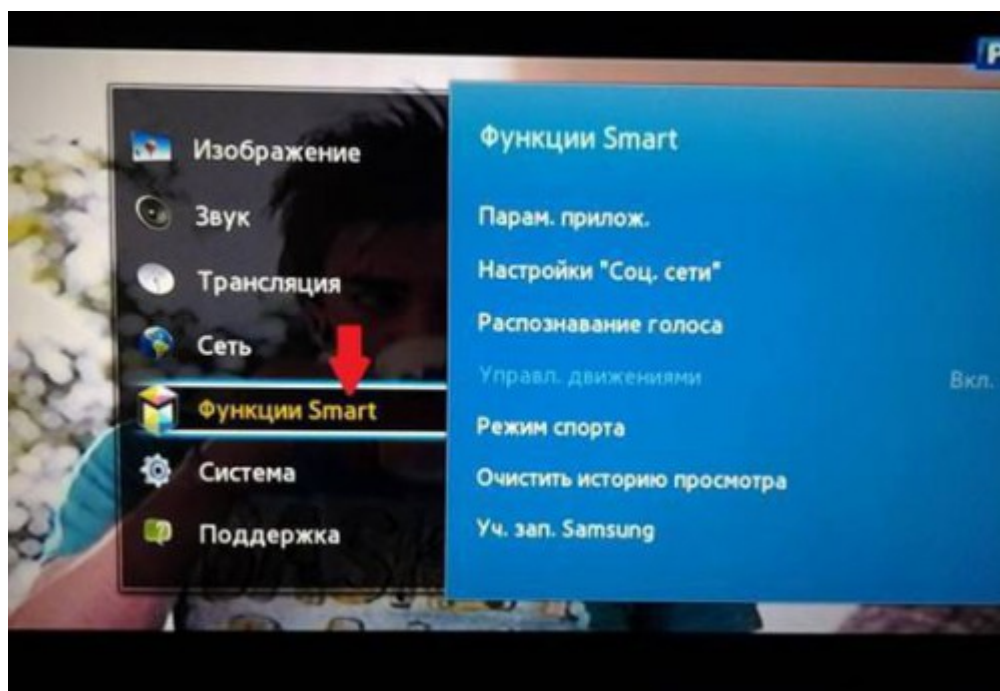 Изображение
Звук
Трансляция
Сеть
Функции Smart
Система
Поддержка
Функции Smart
Парам. прилож.
Настройки "Соц. сети"
Распознавание голоса
Управл. движениями Вкл.
Режим спорта
Очистить историю просмотра
Уч. зап. Samsung